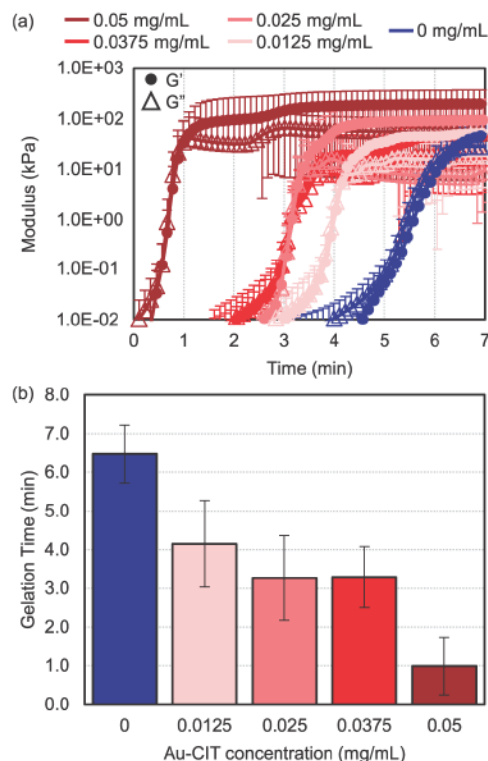 (a)
0.05 mg/mL 0.025 mg/mL 0 mg/mL
0.0375 mg/mL 0.0125 mg/mL
1.0E+03
1.0E+02
1.0E+01
1.0E+00
1.0E-01
1.0E-02
Modulus (kPa)
G'
G"
0 1 2 3 4 5 6 7
Time (min)
(b)
8.0
7.0
6.0
5.0
4.0
3.0
2.0
1.0
0.0
Gelation Time (min)
0 0.0125 0.025 0.0375 0.05
Au-CIT concentration (mg/mL)